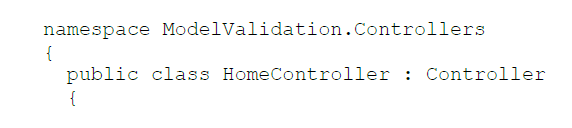 namespace ModelValidation.Controllers
{
  public class HomeController : Controller
  {